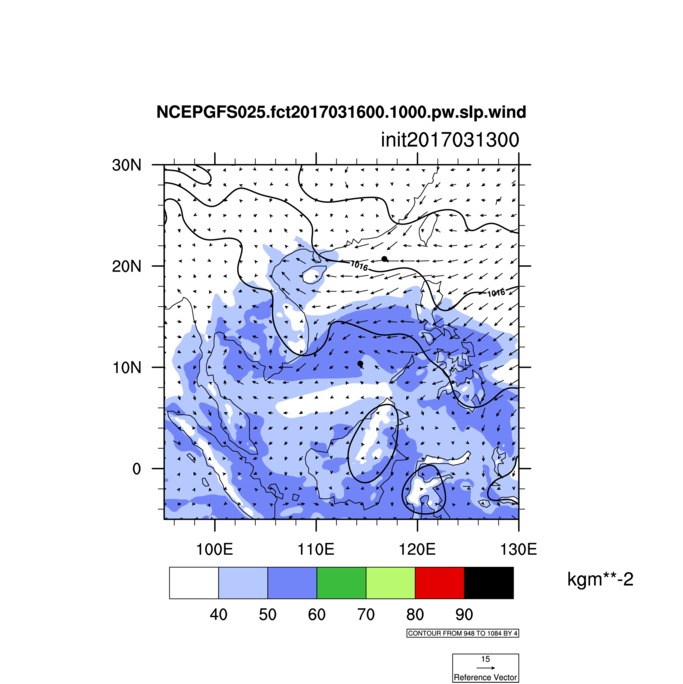 NCEPGFS025.fct2017031600.1000.pw.slp.wind
init2017031300
30N
20N
10N
0
1016
1016
100E 110E 120E 130E
40 50 60 70 80 90
kgm**-2
CONTOUR FROM 948 TO 1084 BY 4
15
Reference Vector